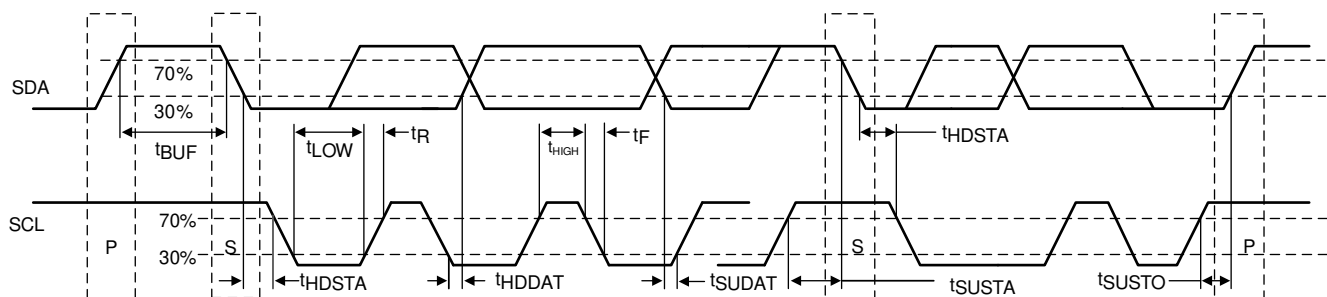 SDA
70%
30%
tBUF
tLOW
tR
tHIGH
tF
tHDSTA
SCL
70%
30%
P
S
S
P
tHDSTA
tHDDAT
tSUDAT
tSUSTA
tSUSTO